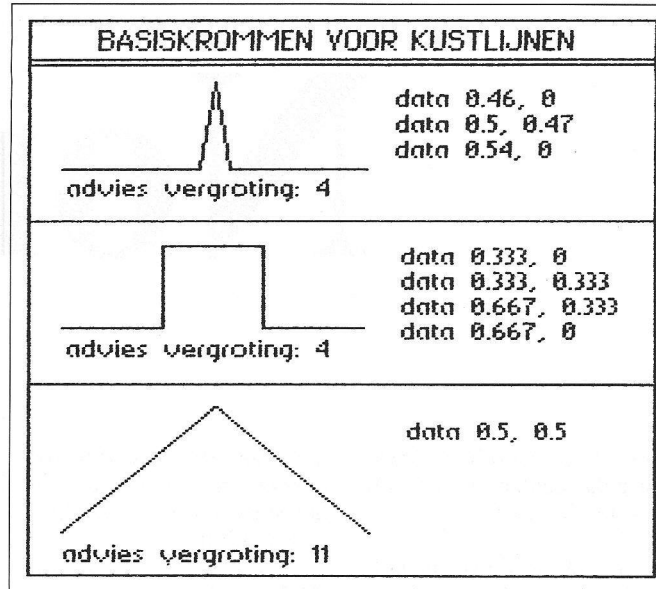 BASISKROMMEN VOOR KUSTLIJNEN
data 0.46, 0
data 0.5, 0.47
data 0.54, 0
advies vergroting: 4
data 0.333, 0
data 0.333, 0.333
data 0.667, 0.333
data 0.667, 0
advies vergroting: 4
data 0.5, 0.5
advies vergroting: 11